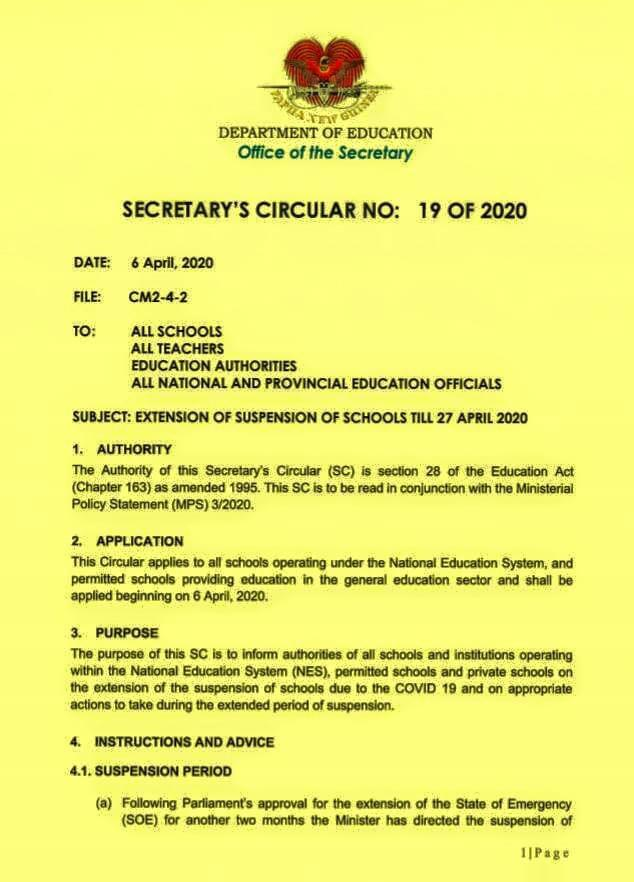 PAPUA NEW GUINEA
DEPARTMENT OF EDUCATION
Office of the Secretary
SECRETARY'S CIRCULAR NO: 19 OF 2020
DATE: 6 April, 2020
FILE: CM2-4-2
TO: ALL SCHOOLS
ALL TEACHERS
EDUCATION AUTHORITIES
ALL NATIONAL AND PROVINCIAL EDUCATION OFFICIALS
SUBJECT: EXTENSION OF SUSPENSION OF SCHOOLS TILL 27 APRIL 2020
1. AUTHORITY
The Authority of this Secretary's Circular (SC) is section 28 of the Education Act
(Chapter 163) as amended 1995. This SC is to be read in conjunction with the Ministerial
Policy Statement (MPS) 3/2020.
2. APPLICATION
This Circular applies to all schools operating under the National Education System, and
permitted schools providing education in the general education sector and shall be
applied beginning on 6 April, 2020.
3. PURPOSE
The purpose of this SC is to inform authorities of all schools and institutions operating
within the National Education System (NES), permitted schools and private schools on
the extension of the suspension of schools due to the COVID 19 and on appropriate
actions to take during the extended period of suspension.
4. INSTRUCTIONS AND ADVICE
4.1. SUSPENSION PERIOD
(a) Following Parliament's approval for the extension of the State of Emergency
(SOE) for another two months the Minister has directed the suspension of
1|Page